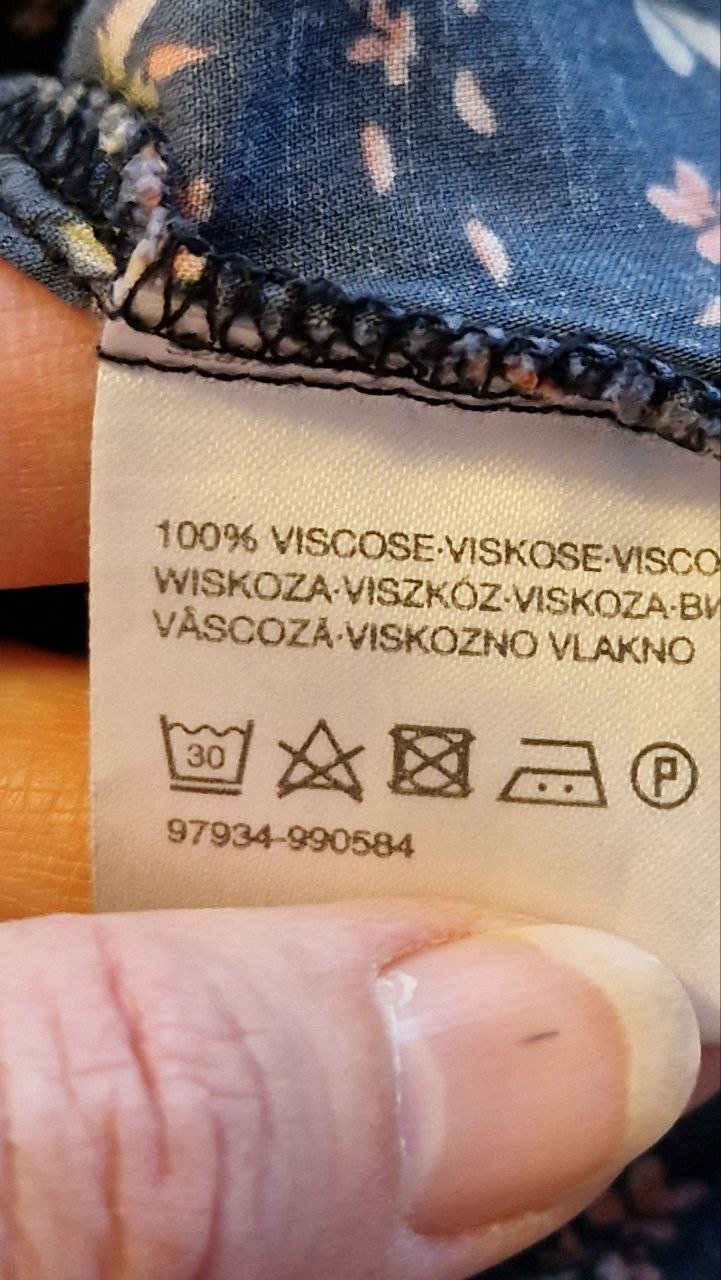 100% VISCOSE·VISKOSE·VISCO
WISKOZA·VISZKÓZ·VISKOZA·
VÂSCOZĂ·VISKOZNO VLAKNO
30
P
97934-990584